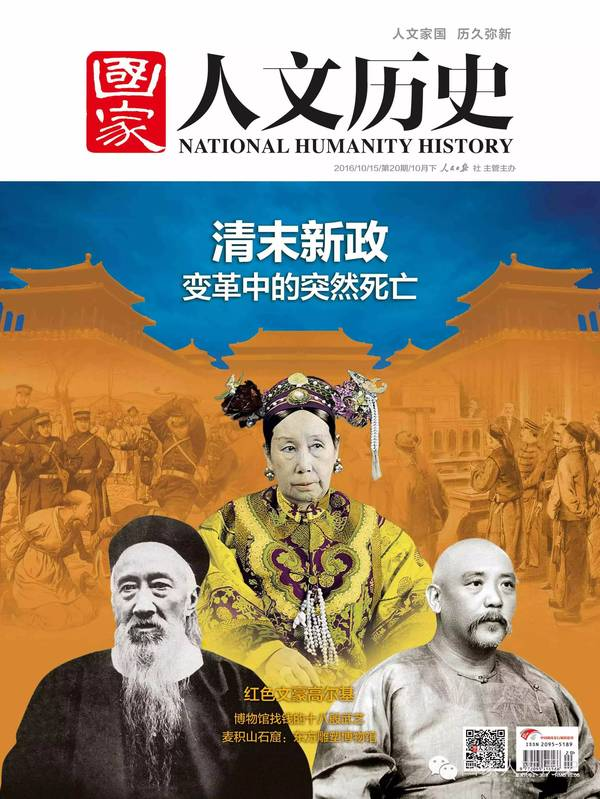 人文家国 历久弥新
國家
人文历史
NATIONAL HUMANITY HISTORY
2016/10/15/第20期/10月下 人民日报 社 主管主办
清末新政
变革中的突然死亡
红色文豪高尔基
博物馆找钱的十八般武艺
麦积山石窟：东方雕塑博物馆
ISSN 2095-5189